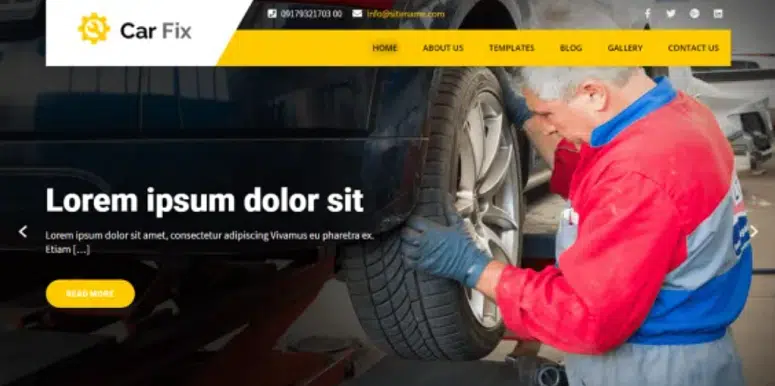 09179321703 00 info@sitename.com
Car Fix
HOME ABOUT US TEMPLATES BLOG GALLERY CONTACT US
Lorem ipsum dolor sit
Lorem ipsum dolor sit amet, consectetur adipiscing Vivamus eu pharetra ex.
Etiam [...]
READ MORE